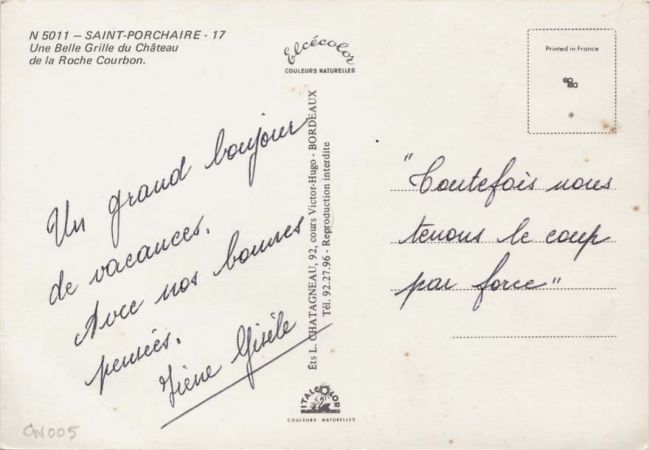 N 5011 — SAINT-PORCHAIRE - 17
Une Belle Grille du Château
de la Roche Courbon.
Elcécolor
COULEURS NATURELLES
Printed in France
*
Un grand bonjour
de vacances.
Avec nos bonnes
pensées.
Gisèle
Ets L. CHATAGNEAU, 92, cours Victor-Hugo - BORDEAUX
Tél. 92.27.96 - Reproduction interdite
"Toutefois nous
tenons le coup
par force"
ITALCOLOR
COULEURS NATURELLES
CN005